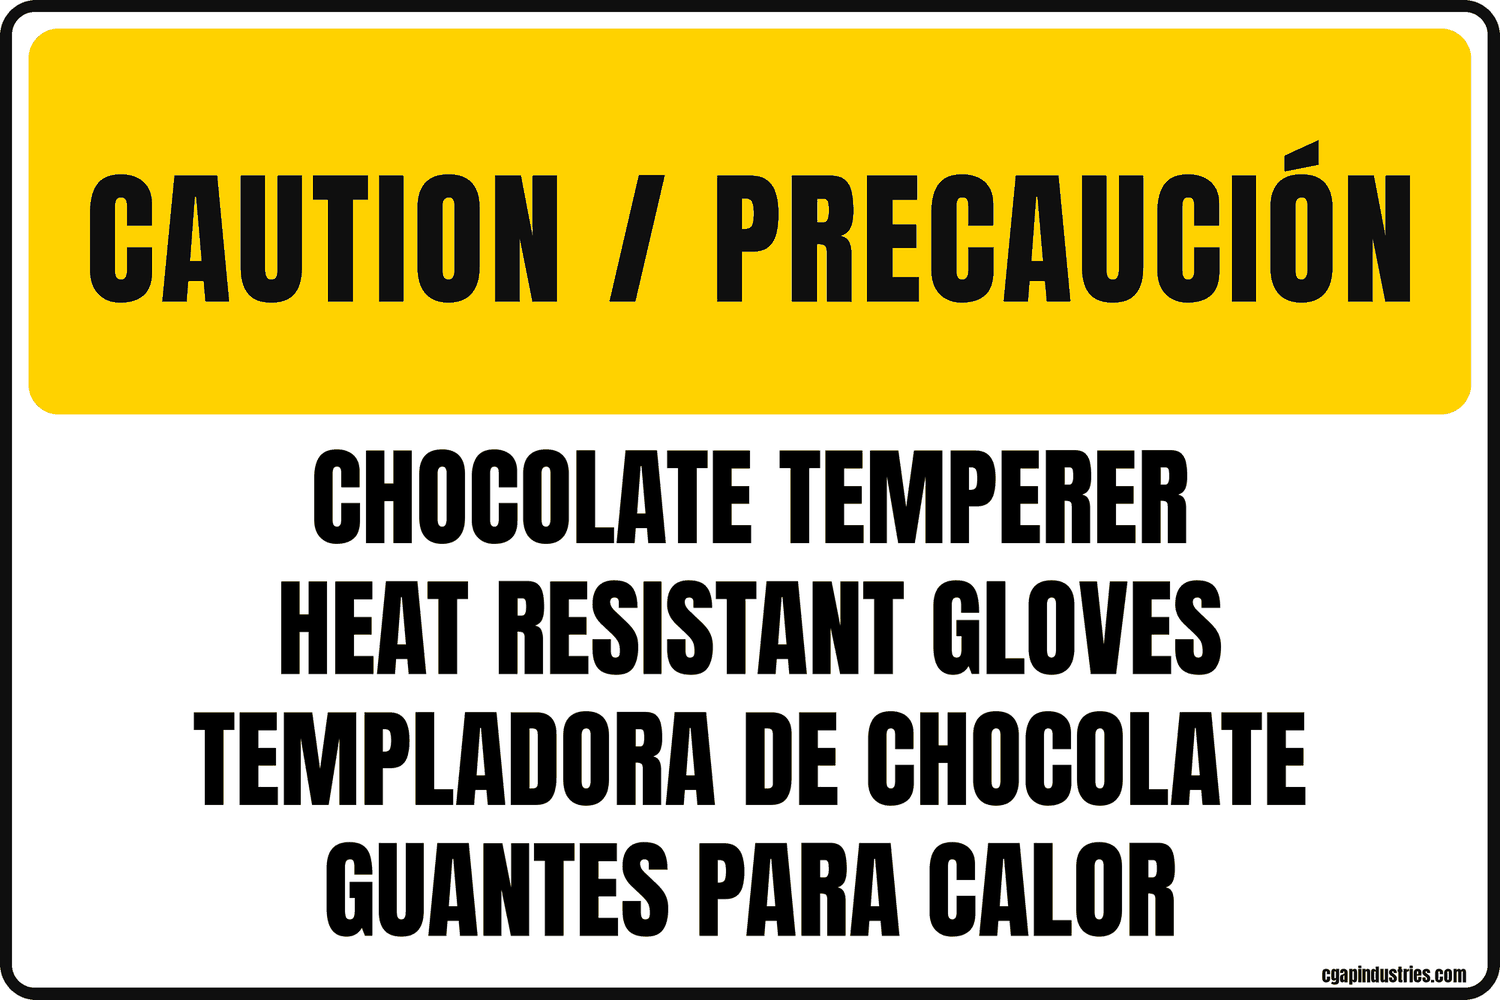 CAUTION / PRECAUCIÓN
CHOCOLATE TEMPERER
HEAT RESISTANT GLOVES
TEMPLADORA DE CHOCOLATE
GUANTES PARA CALOR
cgapindustries.com